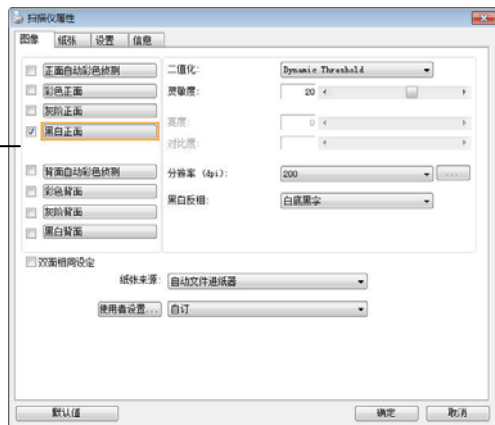 扫描仪属性
图像 纸张 设置 信息
正面自动彩色侦测
彩色正面
灰阶正面
黑白正面
背面自动彩色侦测
彩色背面
灰阶背面
黑白背面
二值化: Dynamic Threshold
灵敏度: 20
亮度: 0
对比度:
分辨率 (dpi): 200 ...
黑白反相: 白底黑字
双面相同设定
纸张来源: 自动文件进纸器
使用者设置... 自订
默认值 确定 取消